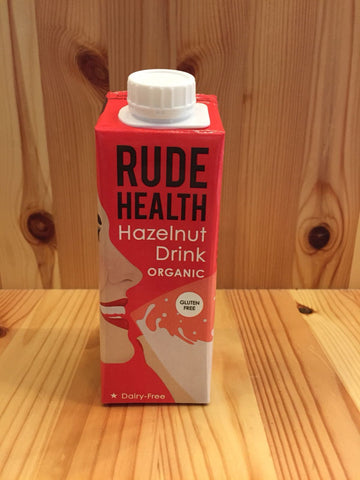 RUDE
HEALTH
Hazelnut
Drink
ORGANIC
GLUTEN
FREE
★ Dairy-Free